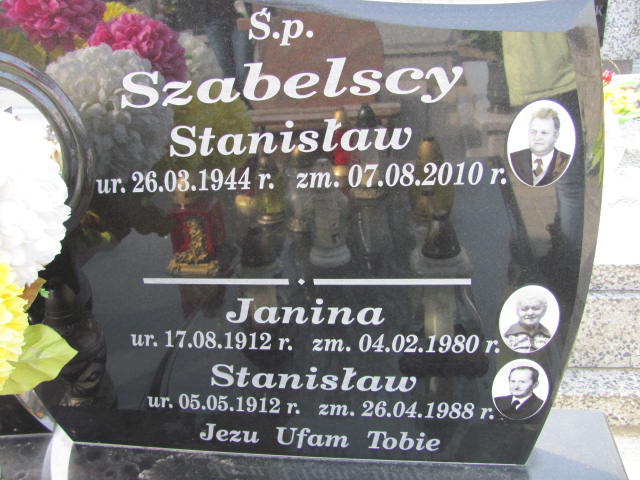 Ś.p.
Szabelscy
Stanisław
ur. 26.03.1944 r. zm. 07.08.2010 r.
Janina
ur. 17.08.1912 r. zm. 04.02.1980 r.
Stanisław
ur. 05.05.1912 r. zm. 26.04.1988 r.
Jezu Ufam Tobie